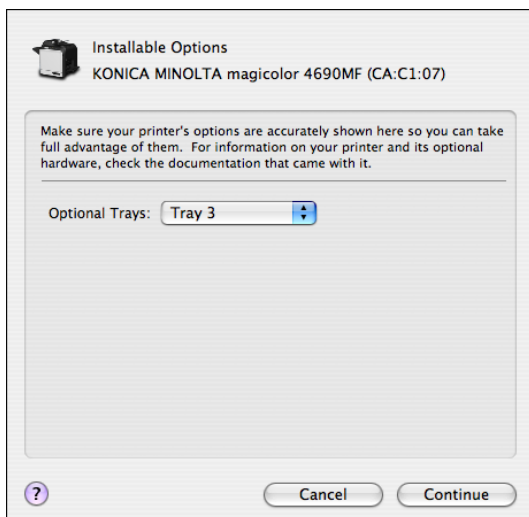 Installable Options
KONICA MINOLTA magicolor 4690MF (CA:C1:07)
Make sure your printer's options are accurately shown here so you can take
full advantage of them.  For information on your printer and its optional
hardware, check the documentation that came with it.
Optional Trays: Tray 3
?
Cancel
Continue